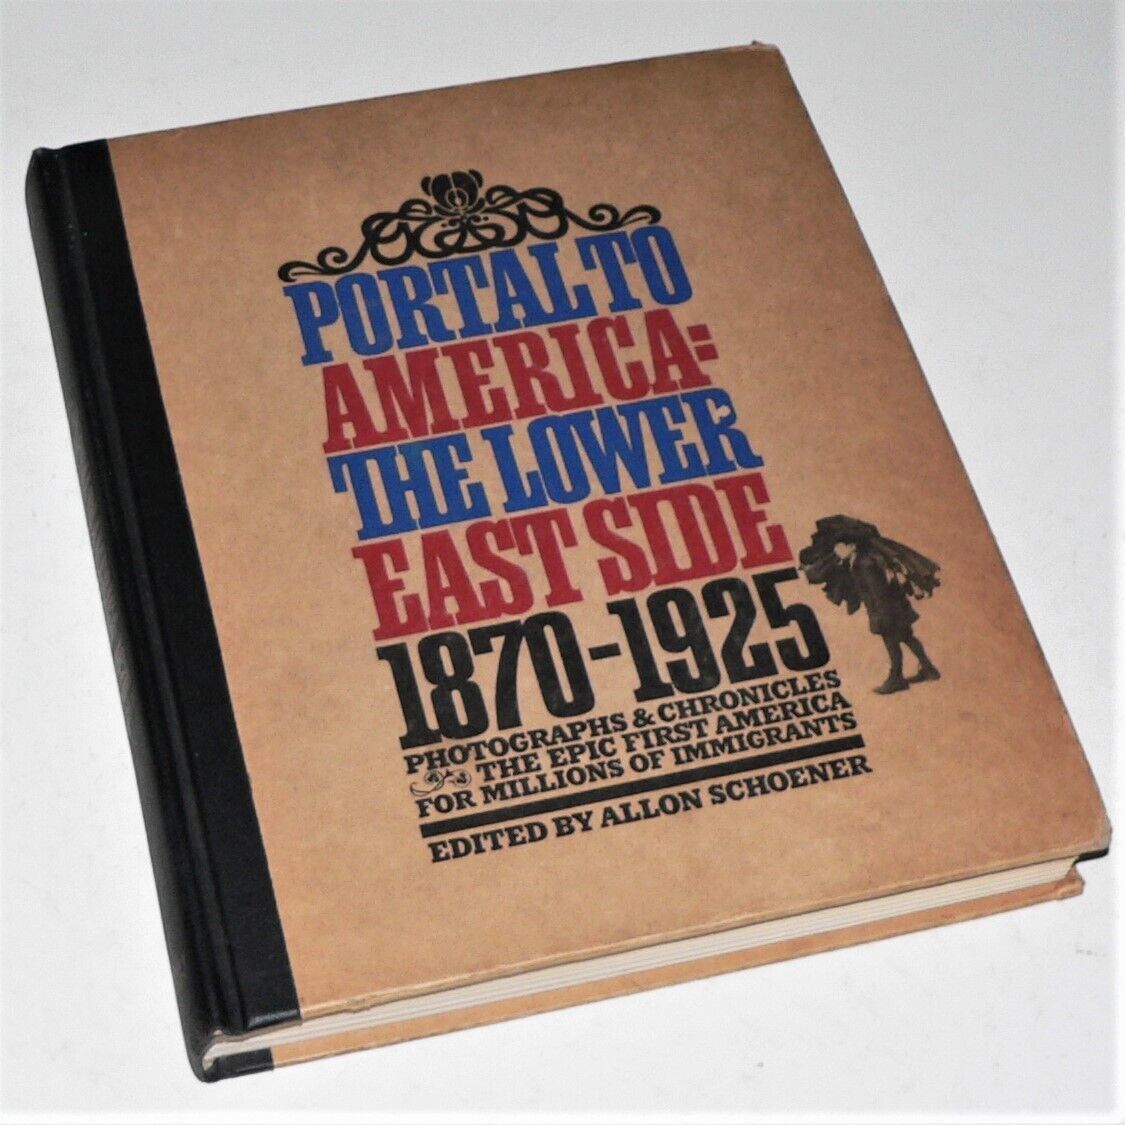 PORTAL TO
AMERICA:
THE LOWER
EAST SIDE
1870-1925
PHOTOGRAPHS & CHRONICLES
THE EPIC FIRST AMERICA
FOR MILLIONS OF IMMIGRANTS
EDITED BY ALLON SCHOENER